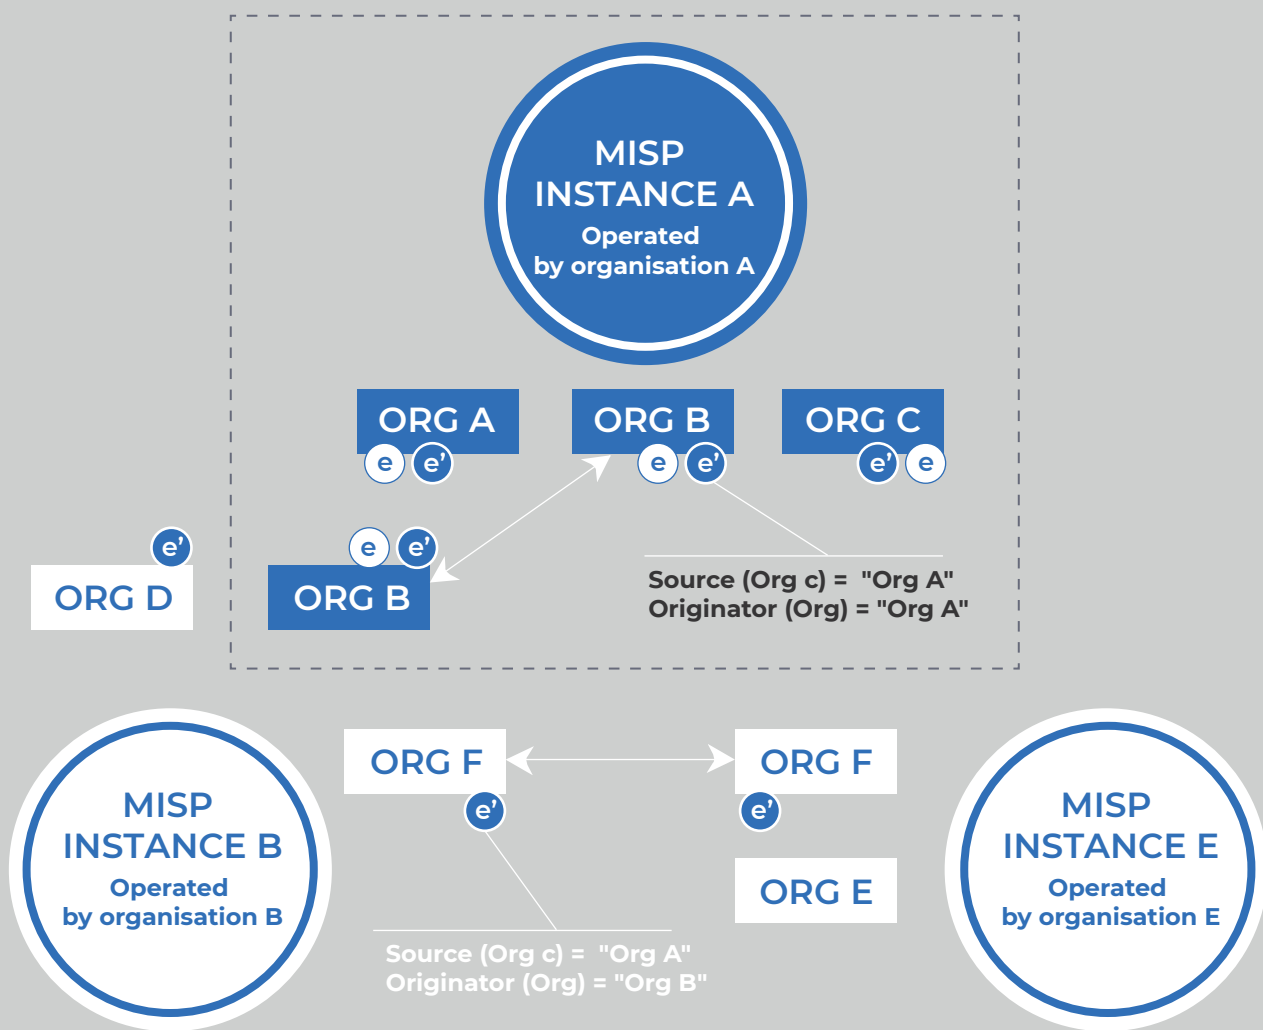 MISP
INSTANCE A
Operated
by organisation A
ORG A
ORG B
ORG C
e
e'
e
e'
e'
e
e'
e
e'
ORG D
ORG B
Source (Org c) = "Org A"
Originator (Org) = "Org A"
MISP
INSTANCE B
Operated
by organisation B
ORG F
ORG F
e'
e'
ORG E
MISP
INSTANCE E
Operated
by organisation E
Source (Org c) = "Org A"
Originator (Org) = "Org B"